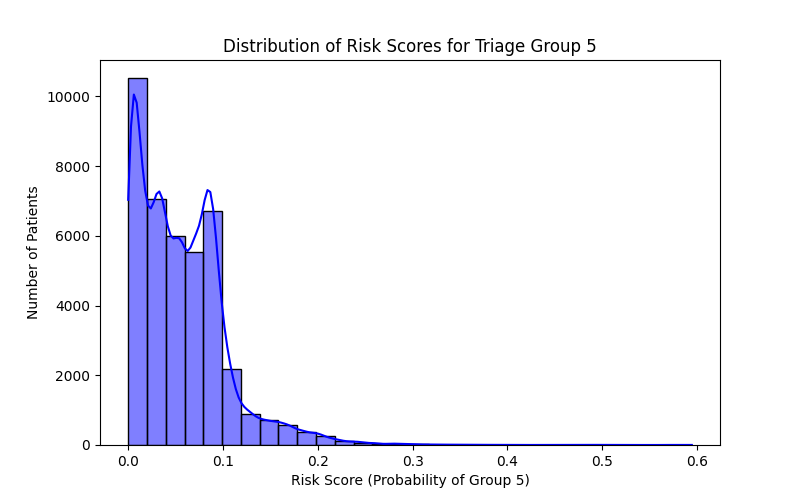 Distribution of Risk Scores for Triage Group 5
10000
8000
6000
4000
2000
0
Number of Patients
0.0 0.1 0.2 0.3 0.4 0.5 0.6
Risk Score (Probability of Group 5)